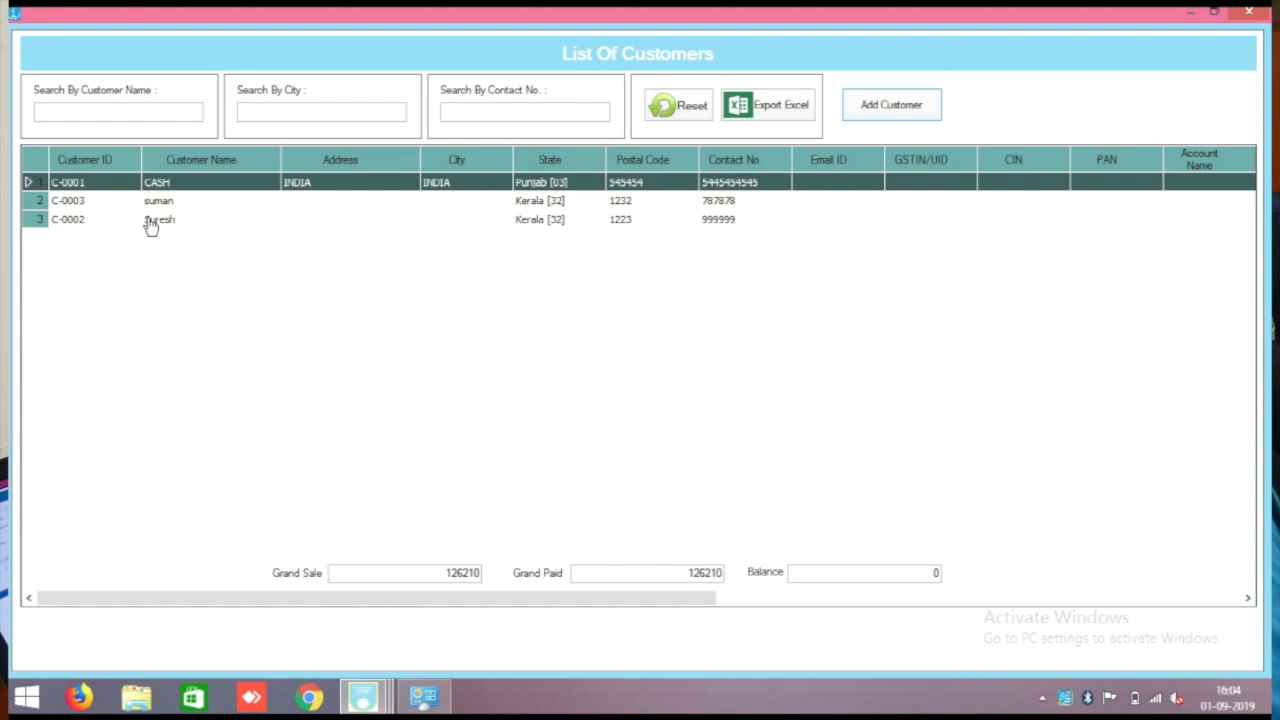 List Of Customers
Search By Customer Name :
Search By City :
Search By Contact No. :
Reset
Export Excel
Add Customer
Customer ID Customer Name Address City State Postal Code Contact No. Email ID GSTIN/UID CIN PAN Account Name
1 C-0001 CASH INDIA INDIA Punjab [03] 545454 5445454545
2 C-0003 suman Kerala [32] 1232 787878
3 C-0002 Suresh Kerala [32] 1223 999999
Grand Sale 126210 Grand Paid 126210 Balance 0
Activate Windows
Go to PC settings to activate Windows.
16:04
01-09-2019